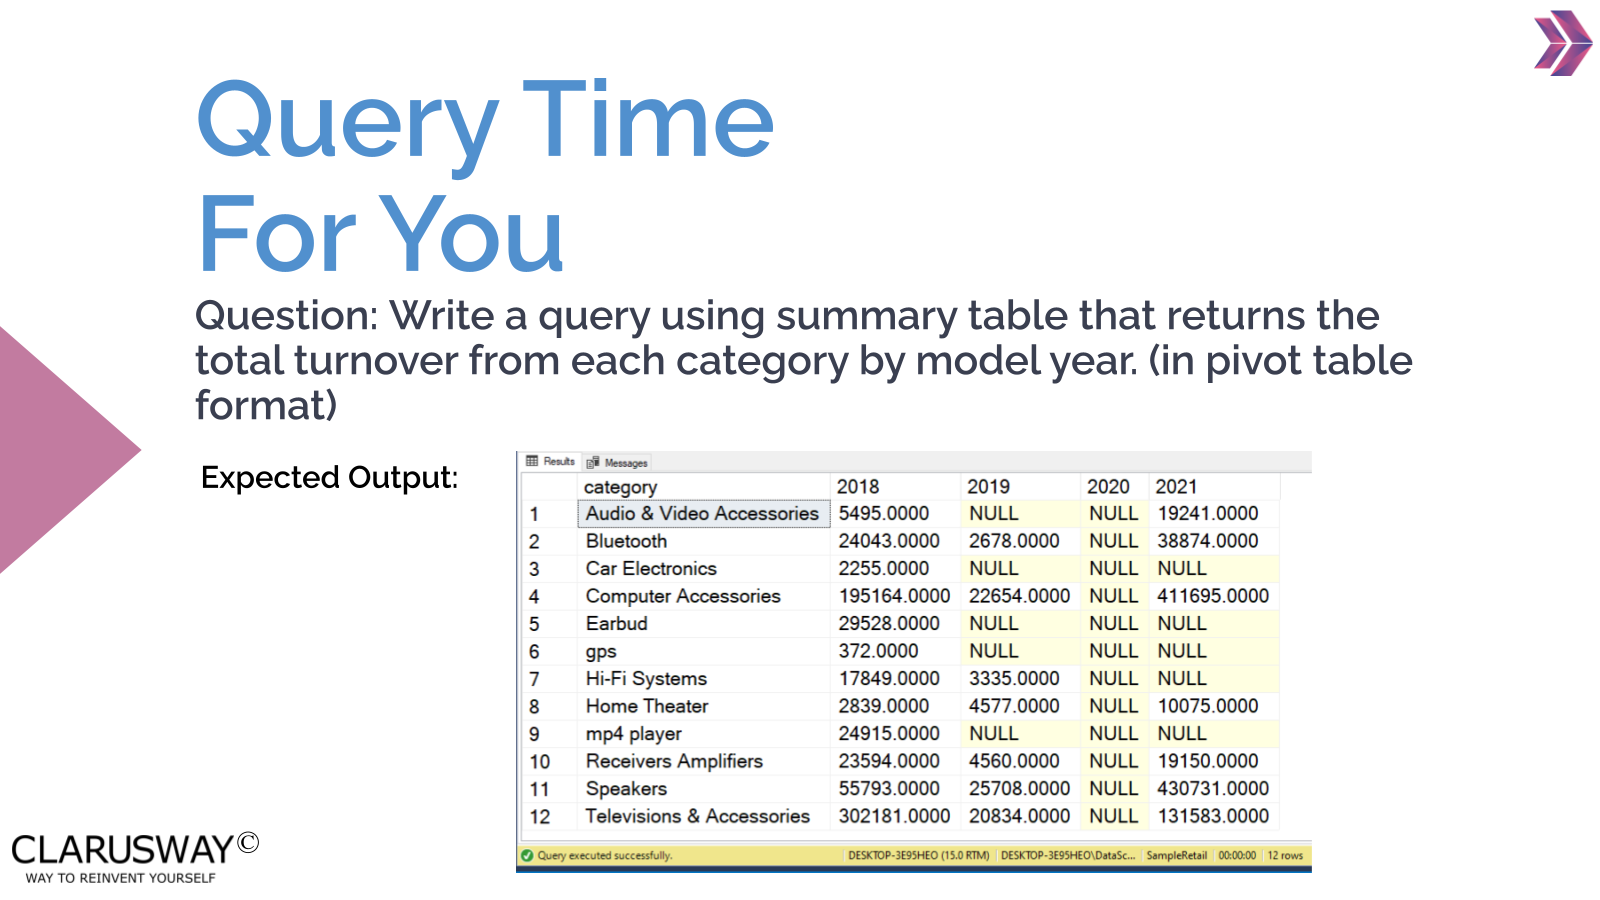 Query Time
For You
Question: Write a query using summary table that returns the
total turnover from each category by model year. (in pivot table
format)
Expected Output:
Results Messages
category 2018 2019 2020 2021
1 Audio & Video Accessories 5495.0000 NULL NULL 19241.0000
2 Bluetooth 24043.0000 2678.0000 NULL 38874.0000
3 Car Electronics 2255.0000 NULL NULL NULL
4 Computer Accessories 195164.0000 22654.0000 NULL 411695.0000
5 Earbud 29528.0000 NULL NULL NULL
6 gps 372.0000 NULL NULL NULL
7 Hi-Fi Systems 17849.0000 3335.0000 NULL NULL
8 Home Theater 2839.0000 4577.0000 NULL 10075.0000
9 mp4 player 24915.0000 NULL NULL NULL
10 Receivers Amplifiers 23594.0000 4560.0000 NULL 19150.0000
11 Speakers 55793.0000 25708.0000 NULL 430731.0000
12 Televisions & Accessories 302181.0000 20834.0000 NULL 131583.0000
Query executed successfully. DESKTOP-3E95HEO (15.0 RTM) DESKTOP-3E95HEO\DataSc... SampleRetail 00:00:00 12 rows
CLARUSWAY©
WAY TO REINVENT YOURSELF